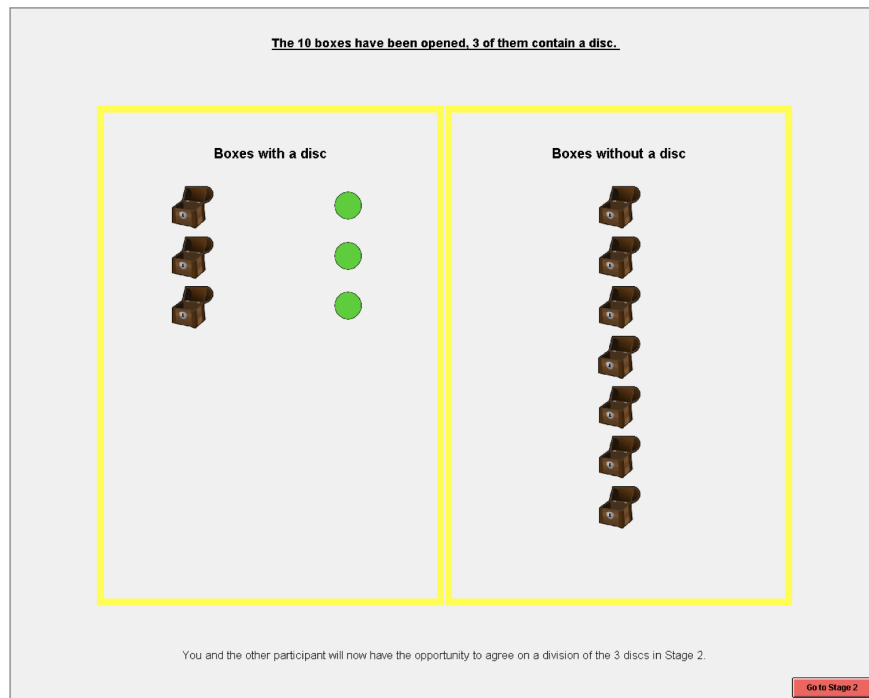 The 10 boxes have been opened, 3 of them contain a disc.
Boxes with a disc
Boxes without a disc
You and the other participant will now have the opportunity to agree on a division of the 3 discs in Stage 2.
Go to Stage 2